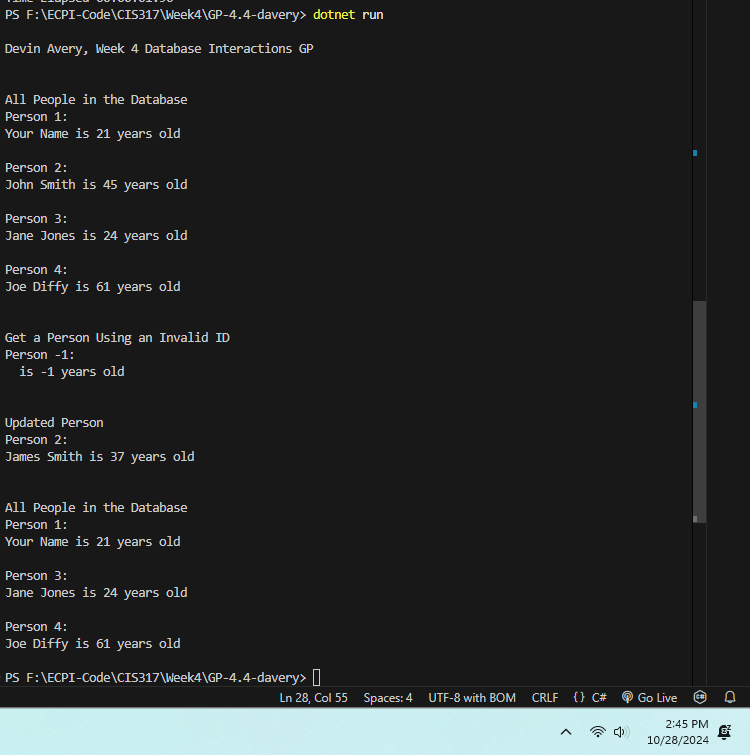 PS F:\ECPI-Code\CIS317\Week4\GP-4.4-davery> dotnet run
Devin Avery, Week 4 Database Interactions GP
All People in the Database
Person 1:
Your Name is 21 years old
Person 2:
John Smith is 45 years old
Person 3:
Jane Jones is 24 years old
Person 4:
Joe Diffy is 61 years old
Get a Person Using an Invalid ID
Person -1:
is -1 years old
Updated Person
Person 2:
James Smith is 37 years old
All People in the Database
Person 1:
Your Name is 21 years old
Person 3:
Jane Jones is 24 years old
Person 4:
Joe Diffy is 61 years old
PS F:\ECPI-Code\CIS317\Week4\GP-4.4-davery>
Ln 28, Col 55 Spaces: 4 UTF-8 with BOM CRLF {} C# Go Live
2:45 PM
10/28/2024